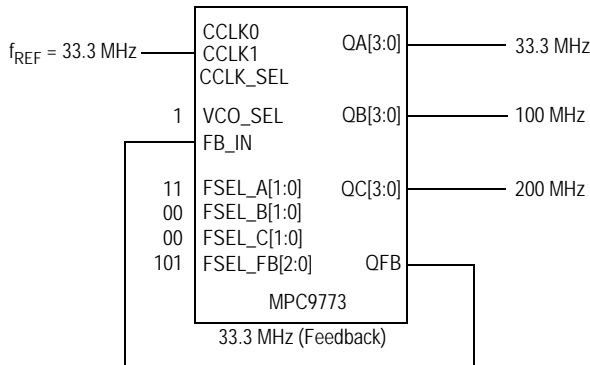 CCLK0
f_REF = 33.3 MHz CCLK1 QA[3:0] 33.3 MHz
CCLK_SEL
1 VCO_SEL QB[3:0] 100 MHz
FB_IN
11 FSEL_A[1:0] QC[3:0] 200 MHz
00 FSEL_B[1:0]
00 FSEL_C[1:0]
101 FSEL_FB[2:0] QFB
MPC9773
33.3 MHz (Feedback)